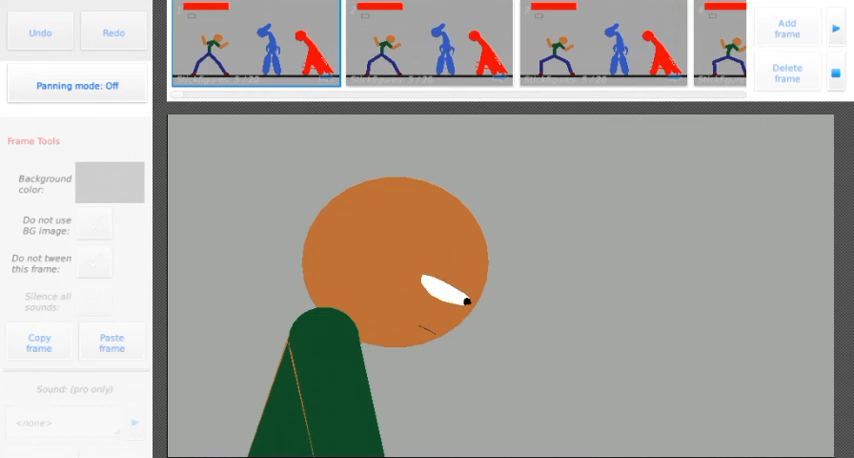 Undo
Redo
Panning mode: Off
Add
frame
Delete
frame
Frame Tools
Background
color:
Do not use
BG image:
Do not tween
this frame:
Silence all
sounds:
Copy
frame
Paste
frame
Sound: (pro only)
<none>